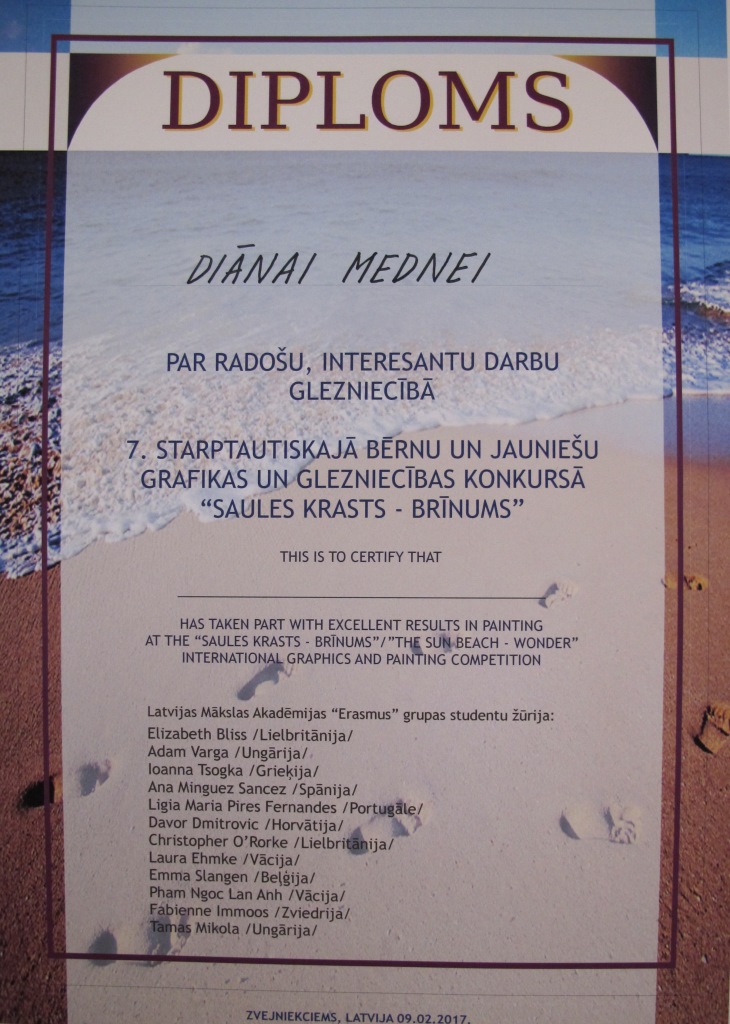 DIPLOMS
DIĀNAI MEDNEI
PAR RADOŠU, INTERESANTU DARBU
GLEZNIECĪBĀ
7. STARPTAUTISKAJĀ BĒRNU UN JAUNIEŠU
GRAFIKAS UN GLEZNIECĪBAS KONKURSĀ
“SAULES KRASTS - BRĪNUMS”
THIS IS TO CERTIFY THAT
HAS TAKEN PART WITH EXCELLENT RESULTS IN PAINTING
AT THE “SAULES KRASTS - BRĪNUMS”/”THE SUN BEACH - WONDER”
INTERNATIONAL GRAPHICS AND PAINTING COMPETITION
Latvijas Mākslas Akadēmijas “Erasmus” grupas studentu žūrija:
Elizabeth Bliss /Lielbritānija/
Adam Varga /Ungārija/
Ioanna Tsogka /Grieķija/
Ana Minguez Sancez /Spānija/
Ligia Maria Pires Fernandes /Portugāle/
Davor Dmitrovic /Horvātija/
Christopher O’Rorke /Lielbritānija/
Laura Ehmke /Vācija/
Emma Slangen /Beļģija/
Pham Ngoc Lan Anh /Vācija/
Fabienne Immoos /Zviedrija/
Tamas Mikola /Ungārija/
ZVEJNIEKCIEMS, LATVIJA 09.02.2017.